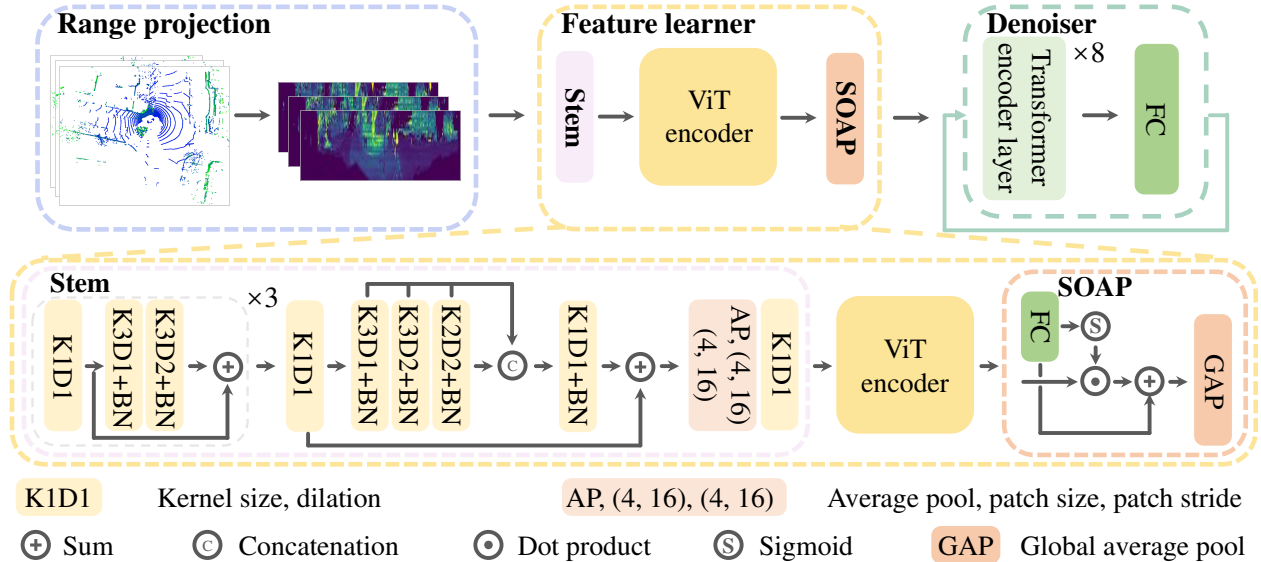 Range projection
Feature learner
Denoiser
Stem
ViT
encoder
SOAP
Transformer
encoder layer
×8
FC
Stem
SOAP
K1D1
K3D1+BN
K3D2+BN
×3
K1D1
K3D1+BN
K3D2+BN
K2D2+BN
C
K1D1+BN
AP, (4, 16)
(4, 16)
K1D1
ViT
encoder
FC
S
GAP
K1D1 Kernel size, dilation
AP, (4, 16), (4, 16) Average pool, patch size, patch stride
Sum
C Concatenation
Dot product
S Sigmoid
GAP Global average pool